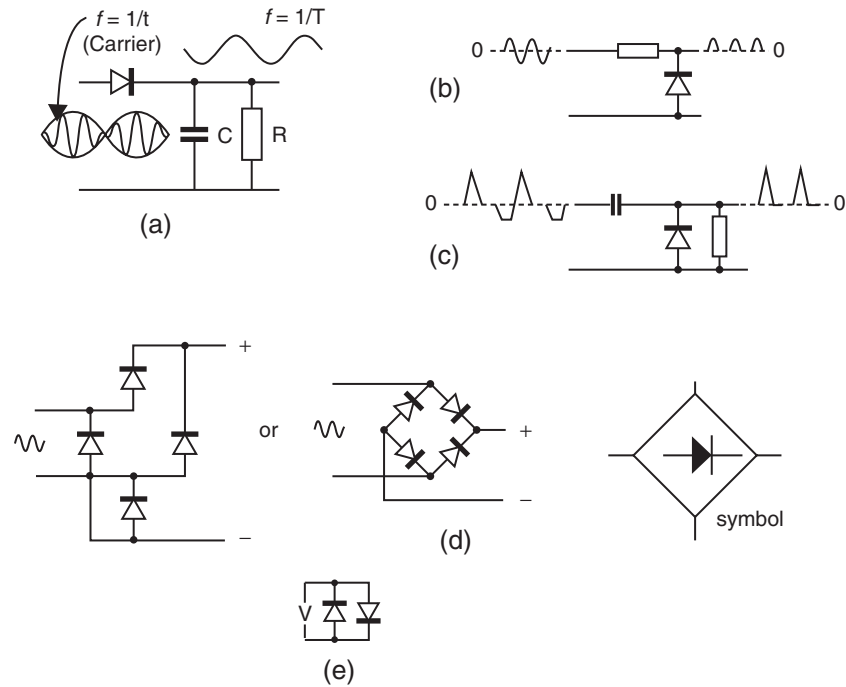 f = 1/t
(Carrier)
f = 1/T
C
R
(a)
0
0
(b)
0
0
(c)
+
−
or
+
−
(d)
symbol
V
(e)